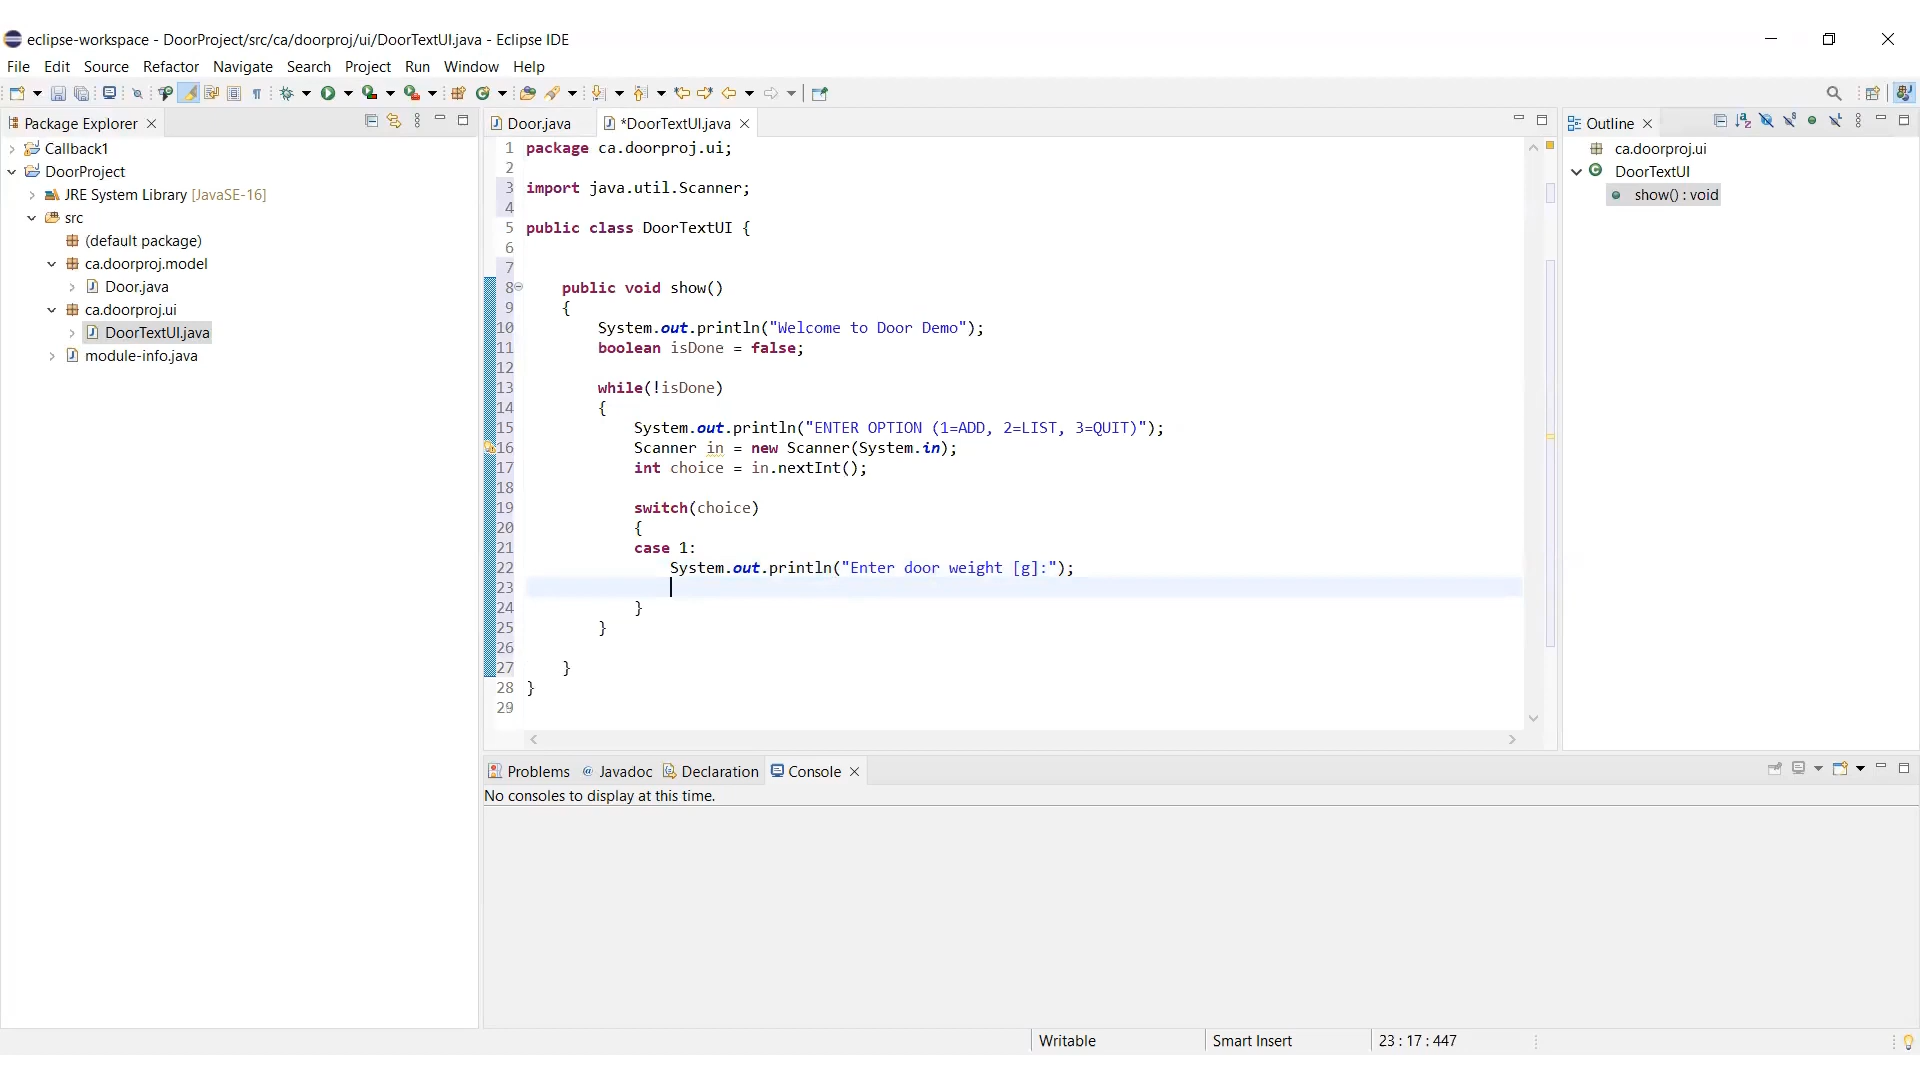 eclipse-workspace - DoorProject/src/ca/doorproj/ui/DoorTextUI.java - Eclipse IDE
File Edit Source Refactor Navigate Search Project Run Window Help
Package Explorer
Callback1
DoorProject
JRE System Library [JavaSE-16]
src
(default package)
ca.doorproj.model
Door.java
ca.doorproj.ui
DoorTextUI.java
module-info.java
Door.java *DoorTextUI.java
1 package ca.doorproj.ui;
2
3 import java.util.Scanner;
4
5 public class DoorTextUI {
6
7
8 public void show()
9 {
10 System.out.println("Welcome to Door Demo");
11 boolean isDone = false;
12
13 while(!isDone)
14 {
15 System.out.println("ENTER OPTION (1=ADD, 2=LIST, 3=QUIT)");
16 Scanner in = new Scanner(System.in);
17 int choice = in.nextInt();
18
19 switch(choice)
20 {
21 case 1:
22 System.out.println("Enter door weight [g]:");
23
24 }
25 }
26
27 }
28 }
29
Outline
ca.doorproj.ui
DoorTextUI
show() : void
Problems Javadoc Declaration Console
No consoles to display at this time.
Writable Smart Insert 23 : 17 : 447